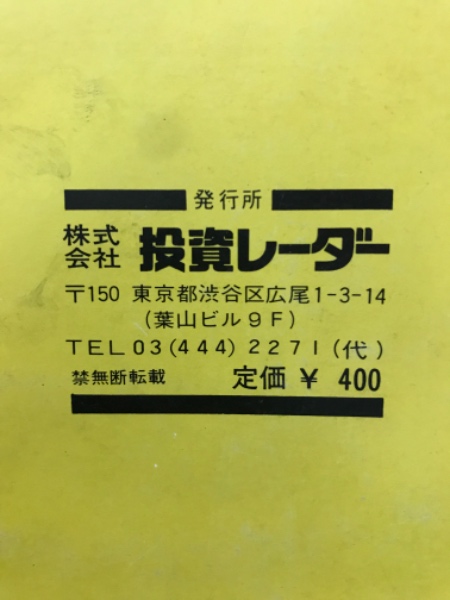 発行所
株式会社 投資レーダー
〒150 東京都渋谷区広尾1-3-14
(葉山ビル9F)
TEL03(444)2271(代)
禁無断転載 定価¥ 400